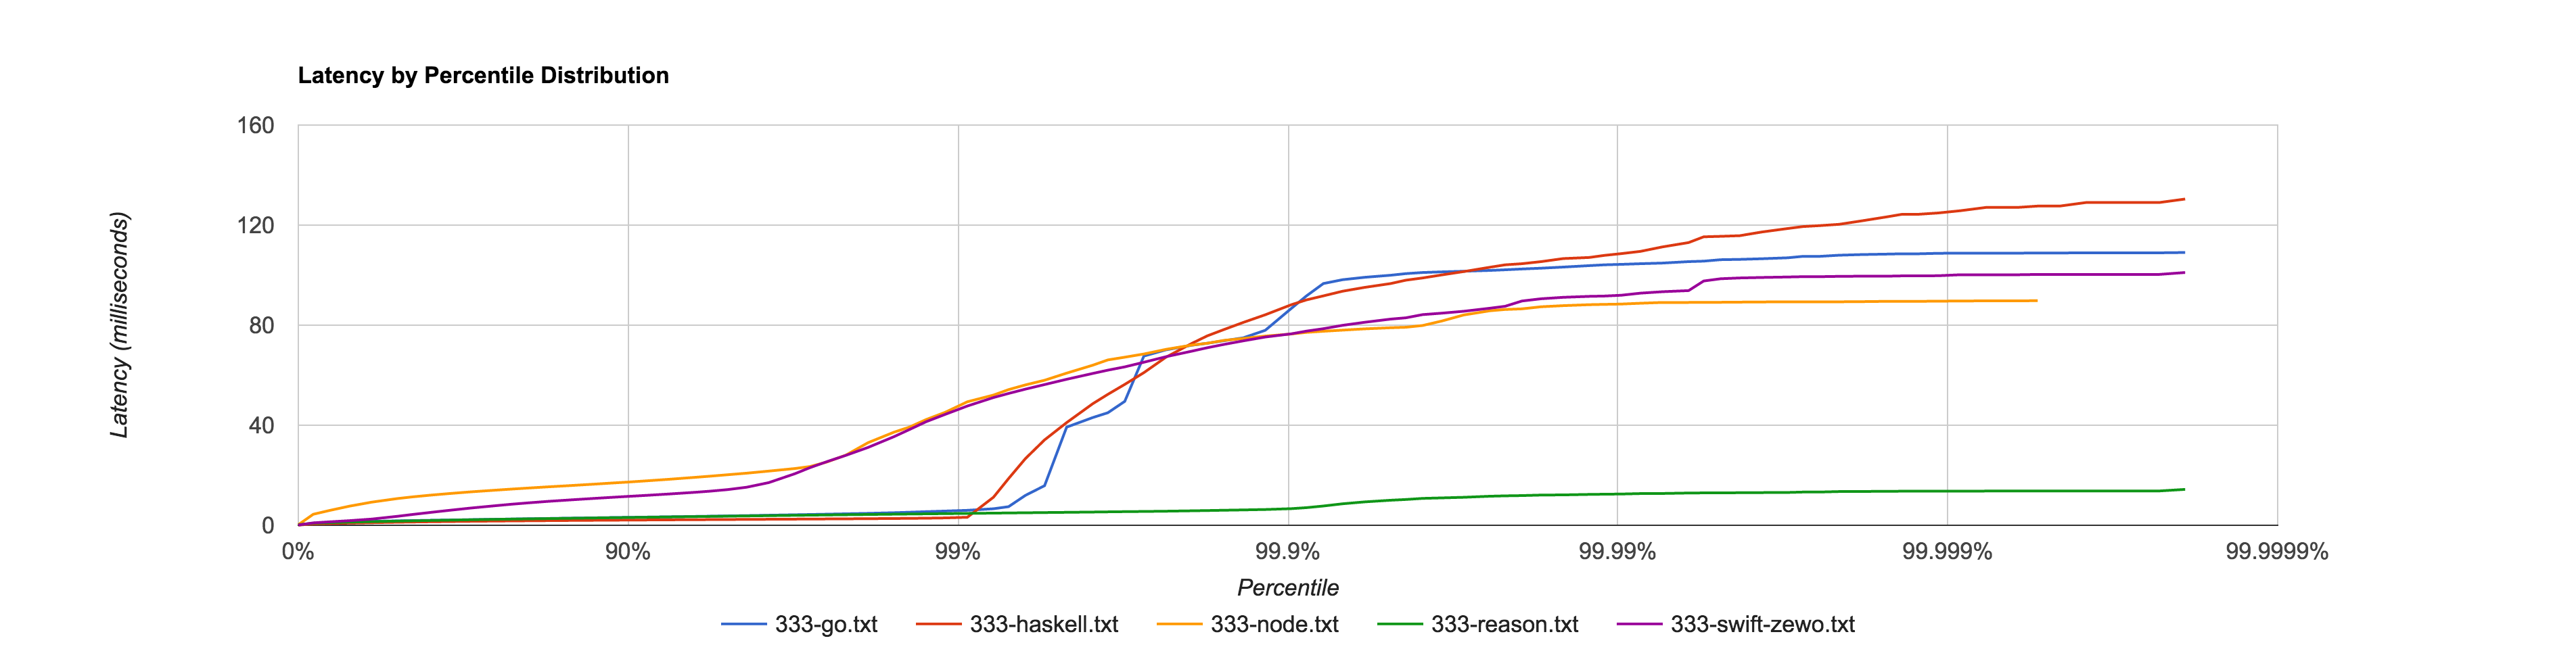 Latency by Percentile Distribution
Latency (milliseconds)
160
120
80
40
0
0% 90% 99% 99.9% 99.99% 99.999% 99.9999%
Percentile
333-go.txt 333-haskell.txt 333-node.txt 333-reason.txt 333-swift-zewo.txt